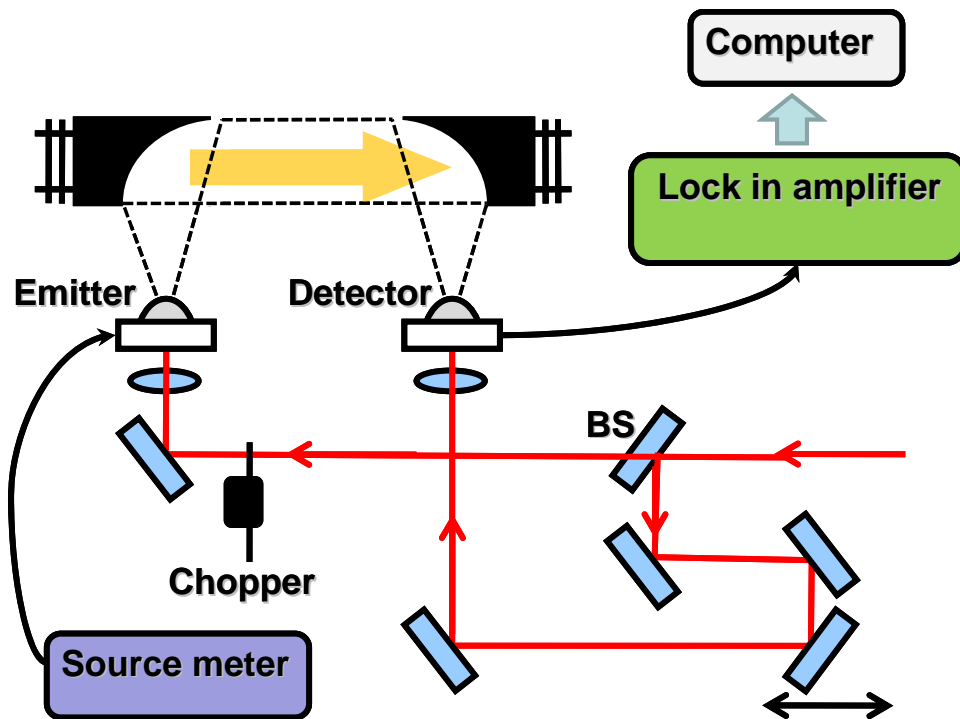 Computer
Lock in amplifier
Emitter
Detector
BS
Chopper
Source meter